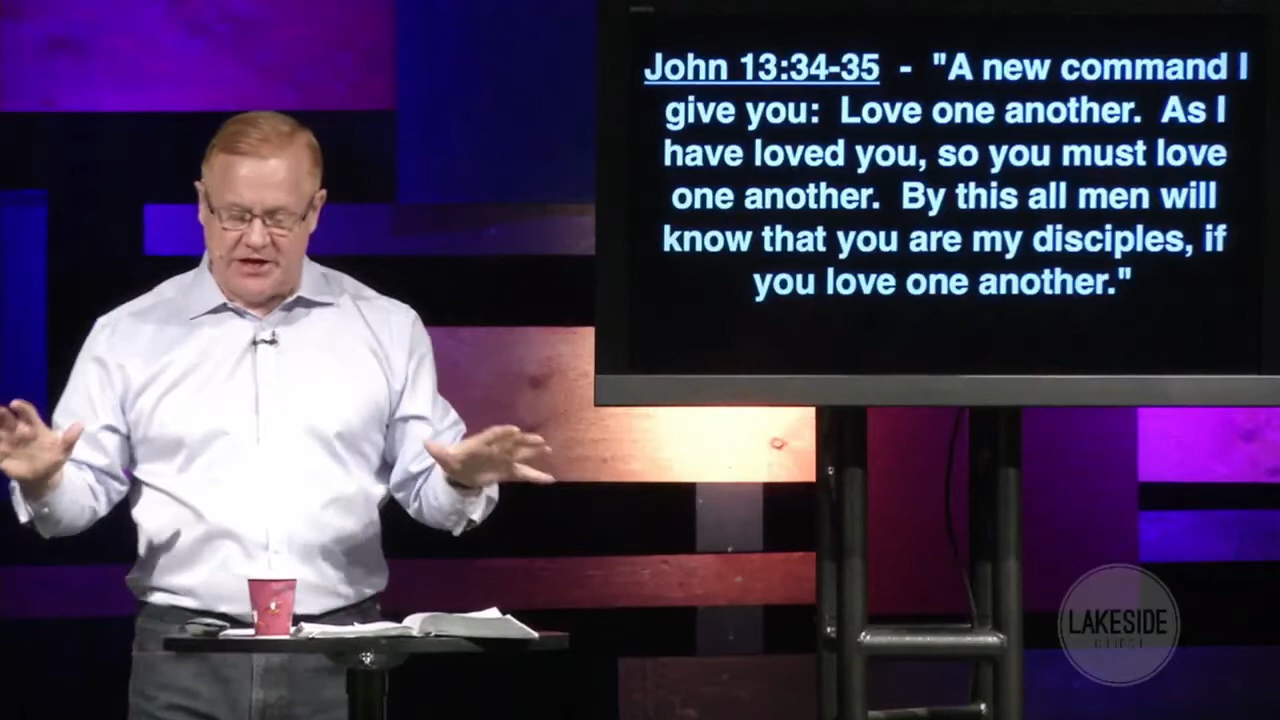 John 13:34-35 - "A new command I
give you: Love one another. As I
have loved you, so you must love
one another. By this all men will
know that you are my disciples, if
you love one another."
LAKESIDE